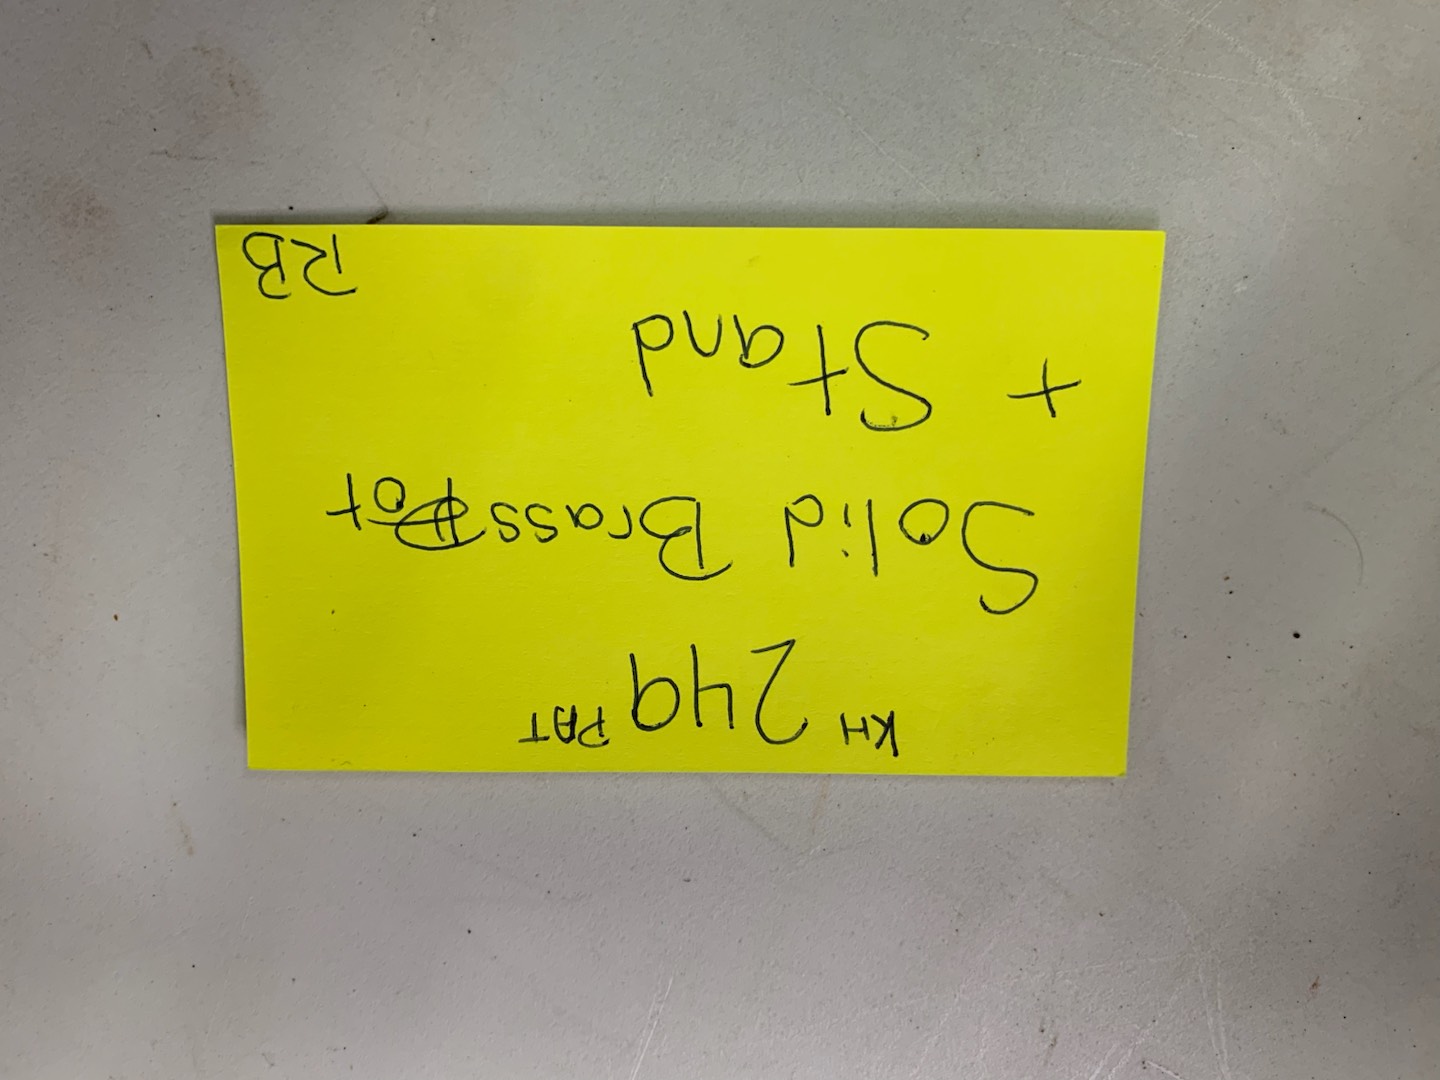 KH 249 PAT
Solid Brass Pot
+ Stand
RB